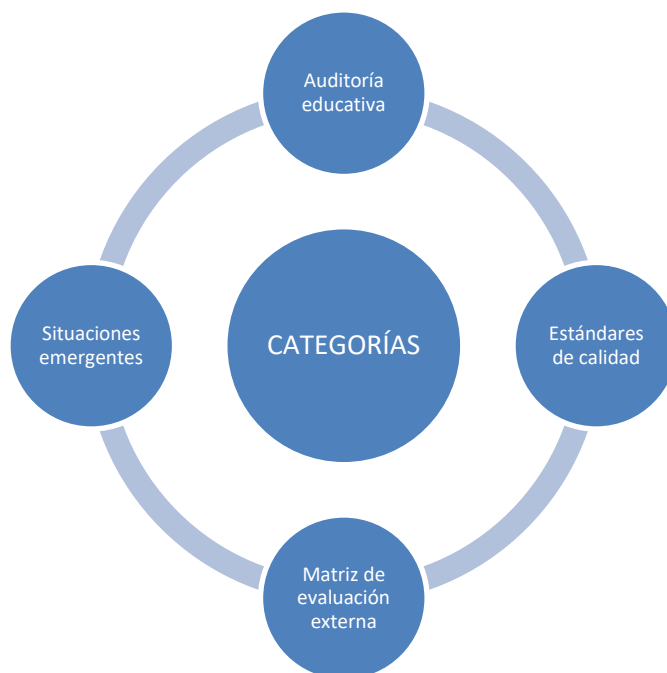 Auditoría
educativa
Situaciones
emergentes
CATEGORÍAS
Estándares
de calidad
Matriz de
evaluación
externa